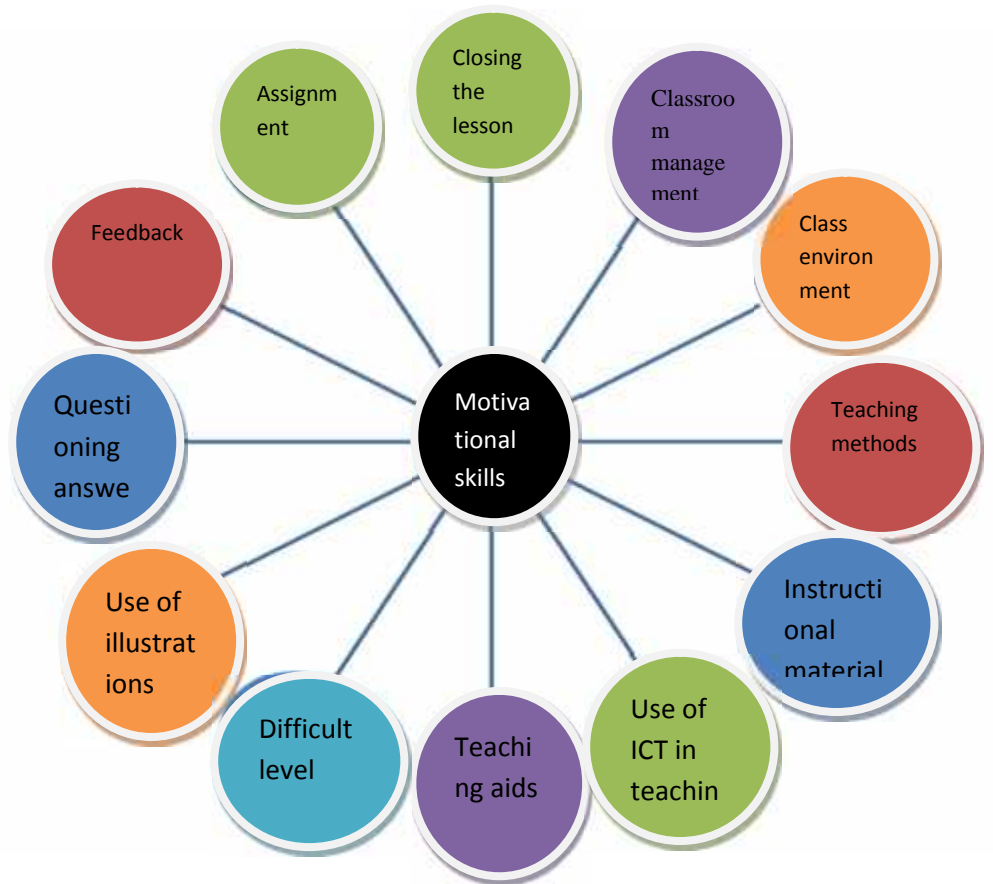 Closing
the
lesson
Classroo
m
manage
ment
Class
environ
ment
Teaching
methods
Instructi
onal
material
Use of
ICT in
teachin
Teachi
ng aids
Difficult
level
Use of
illustrat
ions
Questi
oning
answe
Feedback
Assignm
ent
Motiva
tional
skills